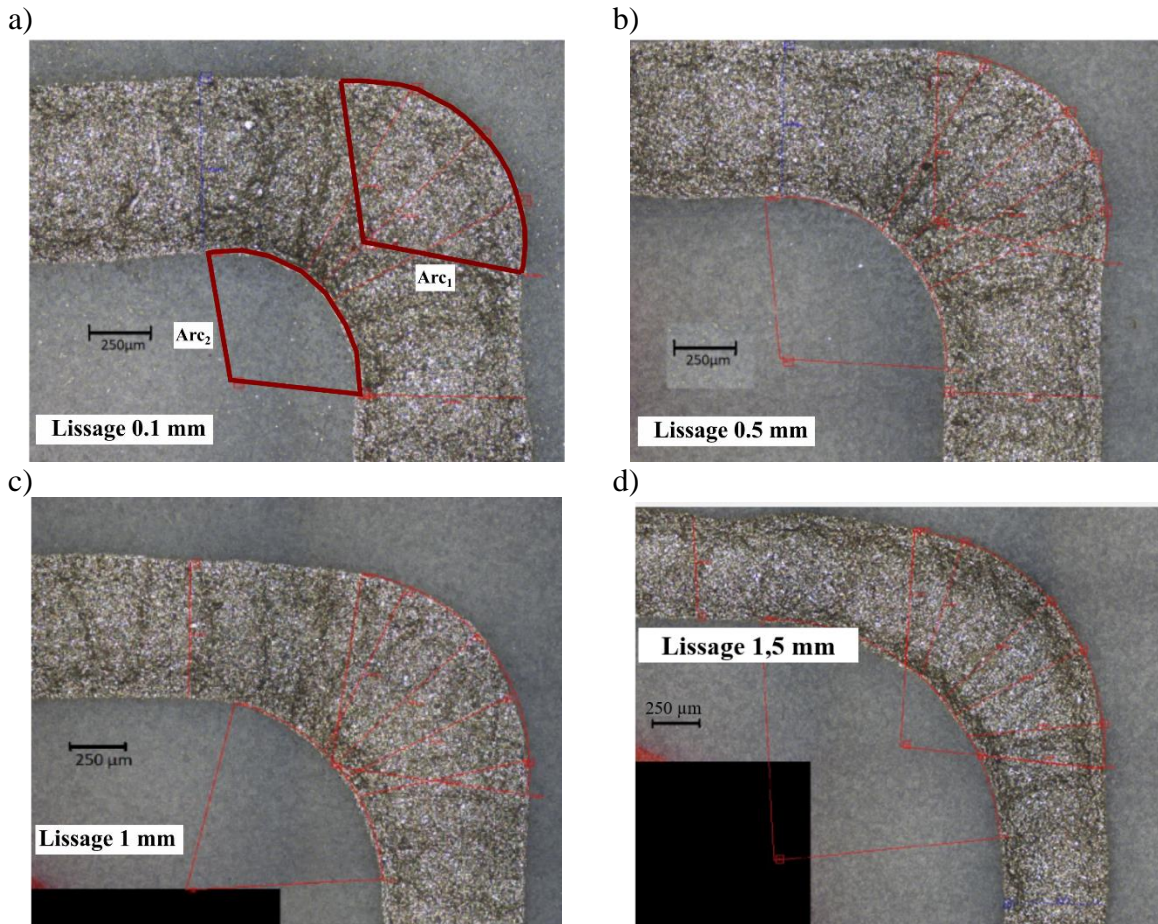 a)
b)
Arc₁
Arc₂
250µm
Lissage 0.1 mm
250µm
Lissage 0.5 mm
c)
d)
250 µm
Lissage 1 mm
Lissage 1,5 mm
250 µm